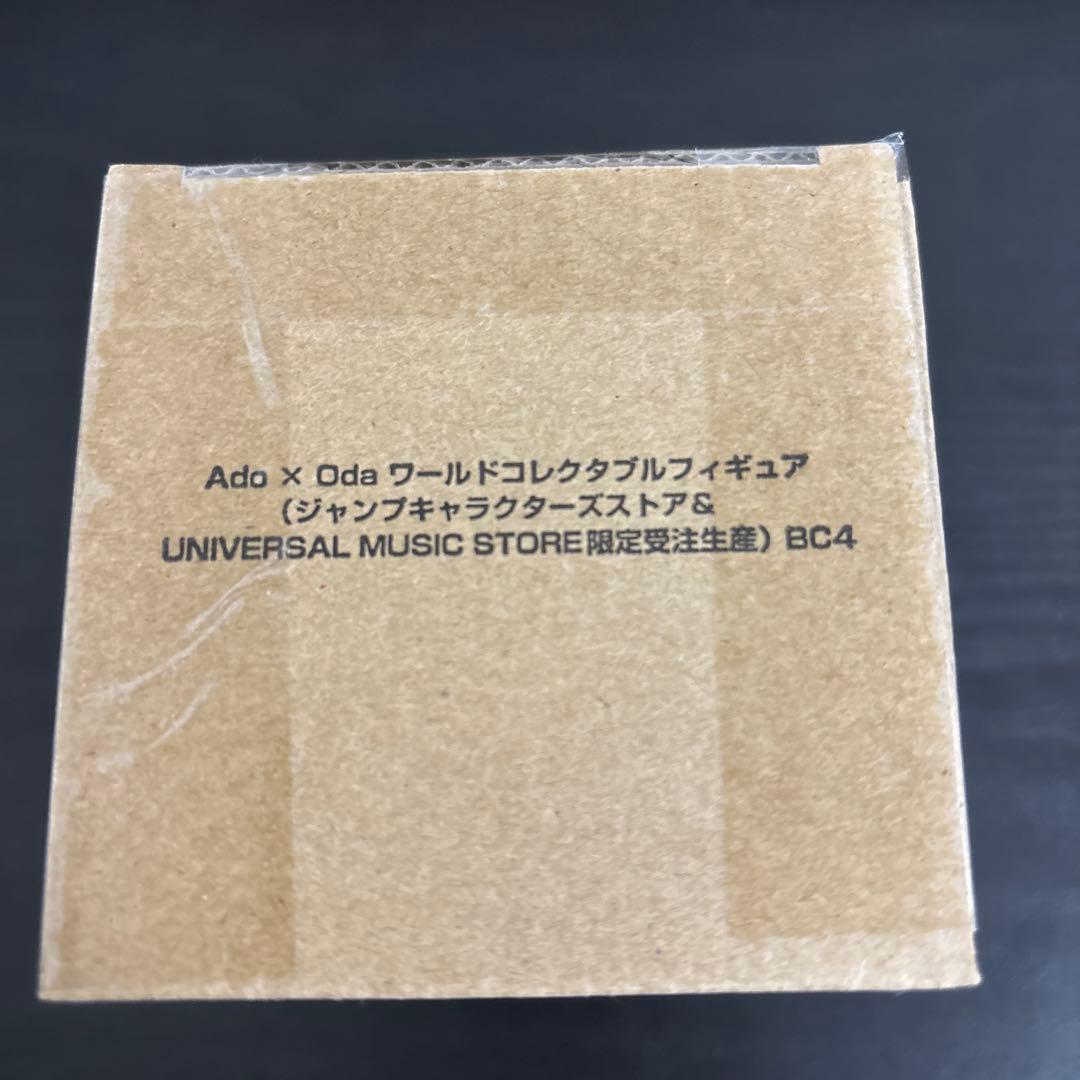 Ado × Oda ワールドコレクタブルフィギュア
（ジャンプキャラクターズストア&
UNIVERSAL MUSIC STORE限定受注生産）BC4